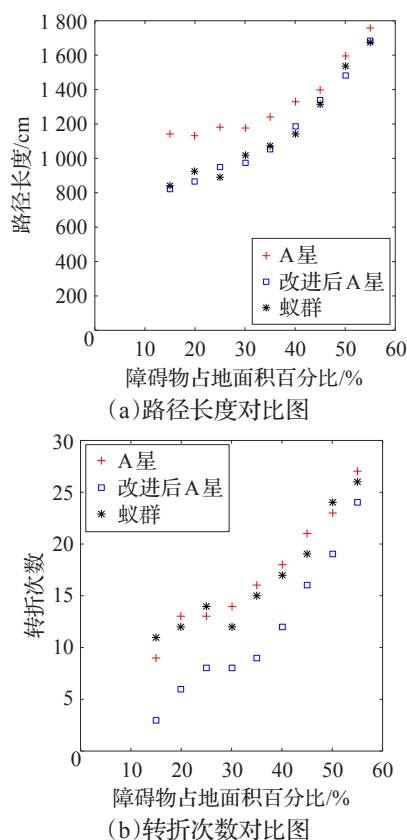 1 800
1 600
1 400
1 200
1 000
800
600
400
200
0
路径长度/cm
A星
改进后A星
蚁群
10 20 30 40 50 60
障碍物占地面积百分比/%
(a)路径长度对比图
30
25
20
15
10
5
0
转折次数
A星
改进后A星
蚁群
10 20 30 40 50 60
障碍物占地面积百分比/%
(b)转折次数对比图